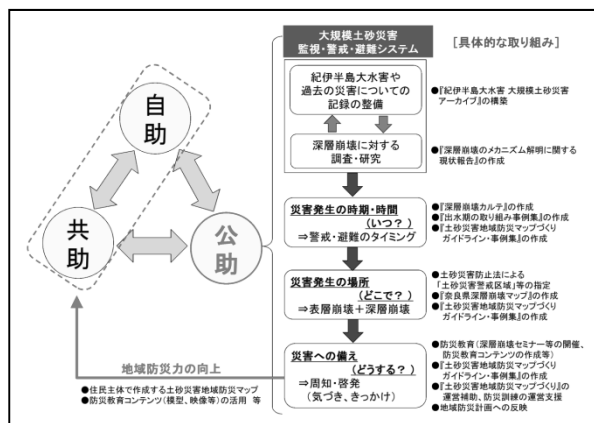 大規模土砂災害
監視・警戒・避難システム
[具体的な取り組み]
紀伊半島大水害や
過去の災害についての
記録の整備
●『紀伊半島大水害 大規模土砂災害
アーカイブ』の構築
深層崩壊に対する
調査・研究
●『深層崩壊のメカニズム解明に関する
現状報告』の作成
自助
共助
公助
災害発生の時期・時間
(いつ?)
⇒警戒・避難のタイミング
●『深層崩壊カルテ』の作成
●『出水期の取り組み事例集』の作成
●『土砂災害地域防災マップづくり
ガイドライン・事例集』の作成
災害発生の場所
(どこで?)
⇒表層崩壊+深層崩壊
●土砂災害防止法による
「土砂災害警戒区域」等の指定
●『奈良県深層崩壊マップ』の作成
●『土砂災害地域防災マップづくり
ガイドライン・事例集』の作成
災害への備え
(どうする?)
⇒周知・啓発
(気づき、きっかけ)
●防災教育(深層崩壊セミナー等の開催、
防災教育コンテンツの作成等)
●『土砂災害地域防災マップづくり
ガイドライン・事例集』の作成
●『土砂災害地域防災マップづくり』の
運営補助、防災訓練の運営支援
●地域防災計画への反映
地域防災力の向上
●住民主体で作成する土砂災害地域防災マップ
●防災教育コンテンツ(模型、映像等)の活用 等